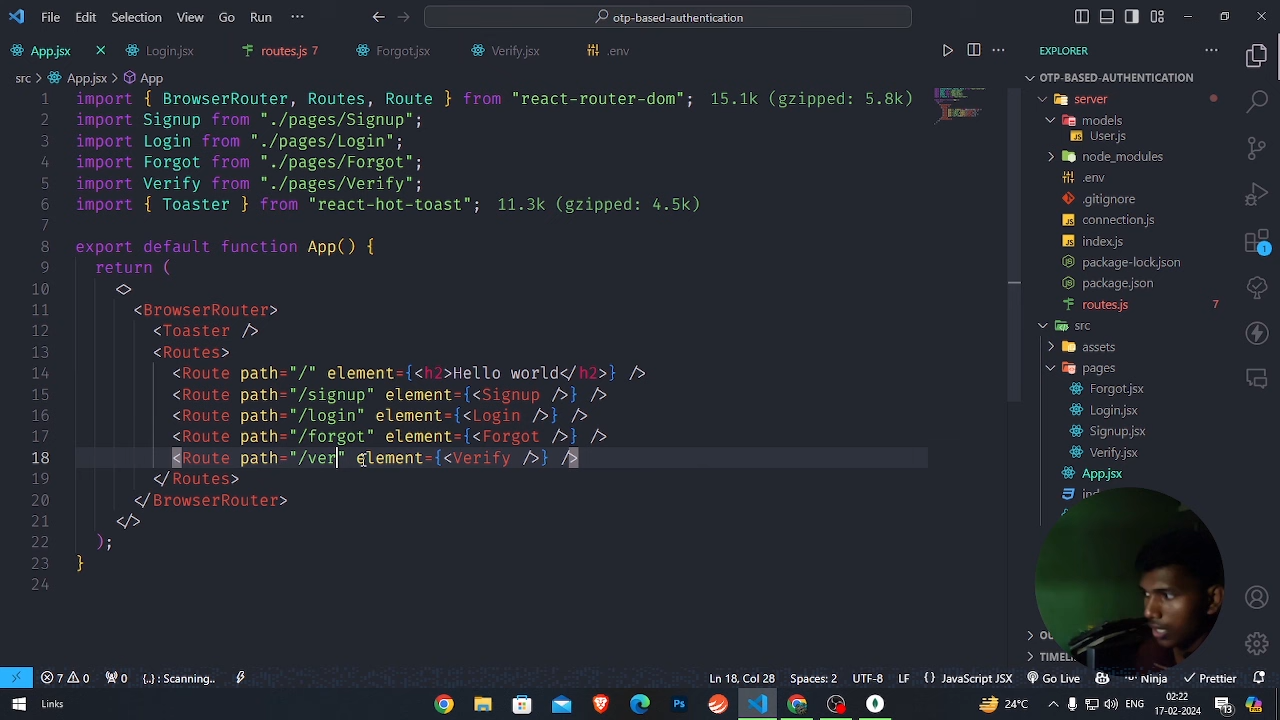 File Edit Selection View Go Run ··· otp-based-authentication
App.jsx Login.jsx routes.js 7 Forgot.jsx Verify.jsx .env
src > App.jsx > App
1 import { BrowserRouter, Routes, Route } from "react-router-dom"; 15.1k (gzipped: 5.8k)
2 import Signup from "./pages/Signup";
3 import Login from "./pages/Login";
4 import Forgot from "./pages/Forgot";
5 import Verify from "./pages/Verify";
6 import { Toaster } from "react-hot-toast"; 11.3k (gzipped: 4.5k)
7
8 export default function App() {
9 return (
10 <>
11 <BrowserRouter>
12 <Toaster />
13 <Routes>
14 <Route path="/" element={<h2>Hello world</h2>} />
15 <Route path="/signup" element={<Signup />} />
16 <Route path="/login" element={<Login />} />
17 <Route path="/forgot" element={<Forgot />} />
18 <Route path="/ver" element={<Verify />} />
19 </Routes>
20 </BrowserRouter>
21 </>
22 );
23 }
24
EXPLORER ···
OTP-BASED-AUTHENTICATION
server
models
User.js
node_modules
.env
.gitignore
connection.js
index.js
package-lock.json
package.json
routes.js 7
src
assets
pages
Forgot.jsx
Login.jsx
Signup.jsx
Verify.jsx
App.jsx
TIMEL
1
7 0 0 {..} : Scanning.. Ln 18, Col 28 Spaces: 2 UTF-8 LF {} JavaScript JSX Go Live Ninja Prettier
Links 24°C ENG 02:22
17-02-2024